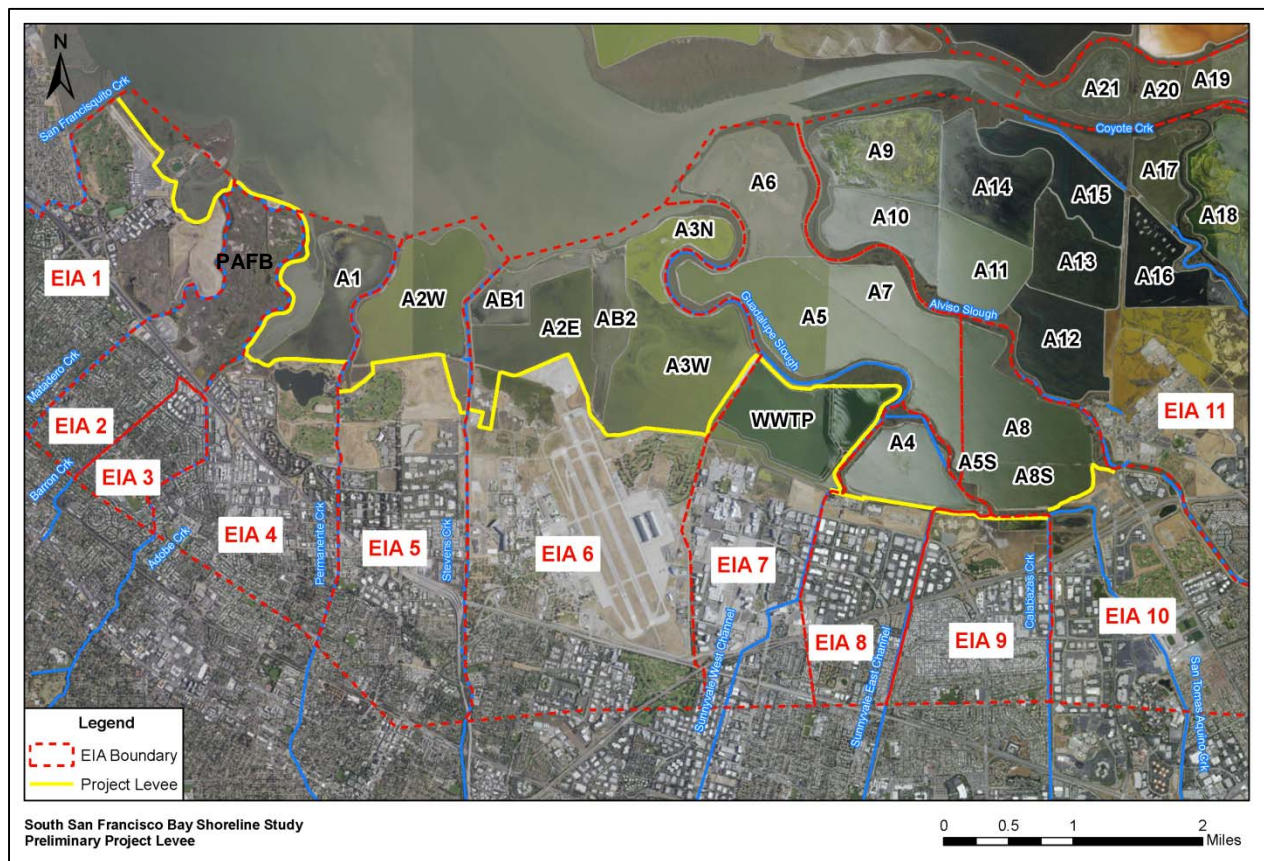 N
San Francisquito Crk
A21
A20
A19
Coyote Crk
A9
A6
A14
A15
A17
A18
A3N
A10
EIA 1
PAFB
A1
A2W
AB1
A2E
AB2
A3W
A5
A7
A11
A13
A16
Guadalupe Slough
Alviso Slough
A12
Matadero Crk
EIA 2
Barron Crk
EIA 3
Adobe Crk
EIA 4
Permanente Crk
EIA 5
Stevens Crk
EIA 6
WWTP
A4
A5S
A8
A8S
EIA 11
EIA 7
Sunnyvale West Channel
EIA 8
Sunnyvale East Channel
EIA 9
Calabazas Crk
EIA 10
San Tomas Aquino Crk
Legend
EIA Boundary
Project Levee
South San Francisco Bay Shoreline Study
Preliminary Project Levee
0 0.5 1 2
Miles